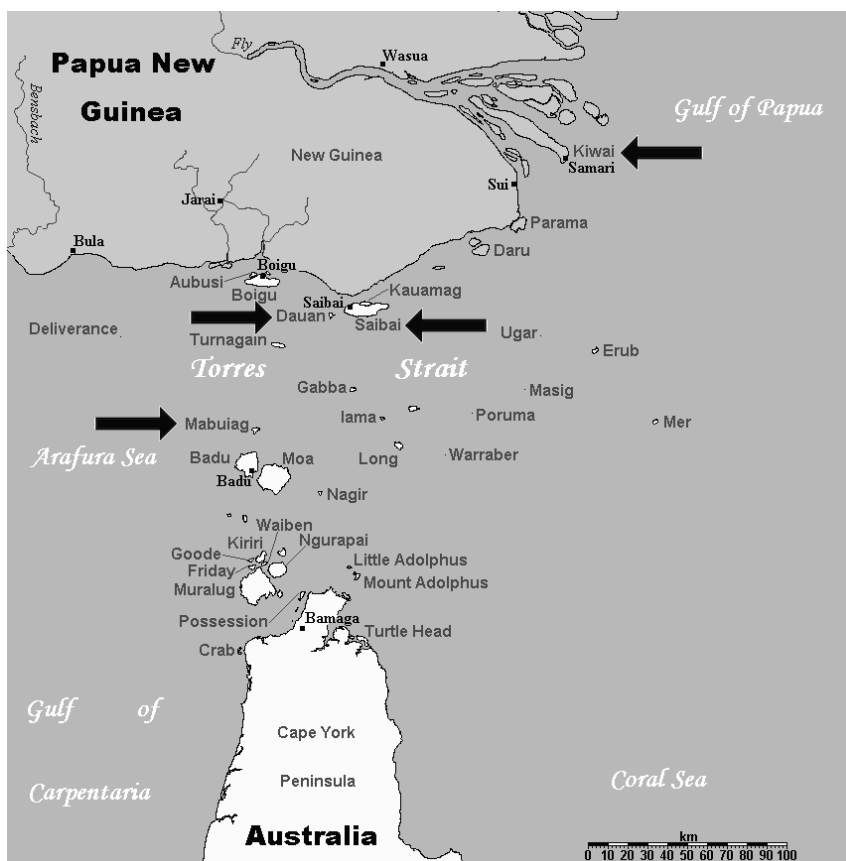 Fly
Wasua
Papua New
Guinea
Bensbach
Gulf of Papua
New Guinea
Kiwai
Samari
Sui
Jarai
Parama
Bula
Daru
Boigu
Aubusi
Boigu
Kauamag
Saibai
Dauan
Saibai
Deliverance
Turnagain
Ugar
Erub
Torres Strait
Gabba
Masig
Mabuiag
Iama
Poruma
Mer
Arafura Sea
Badu
Moa
Long
Warraber
Badu
Nagir
Waiben
Kiriri
Ngurapai
Goode
Friday
Little Adolphus
Muralug
Mount Adolphus
Possession
Bamaga
Turtle Head
Crab
Gulf of
Carpentaria
Cape York
Peninsula
Coral Sea
Australia
km
0 10 20 30 40 50 60 70 80 90 100